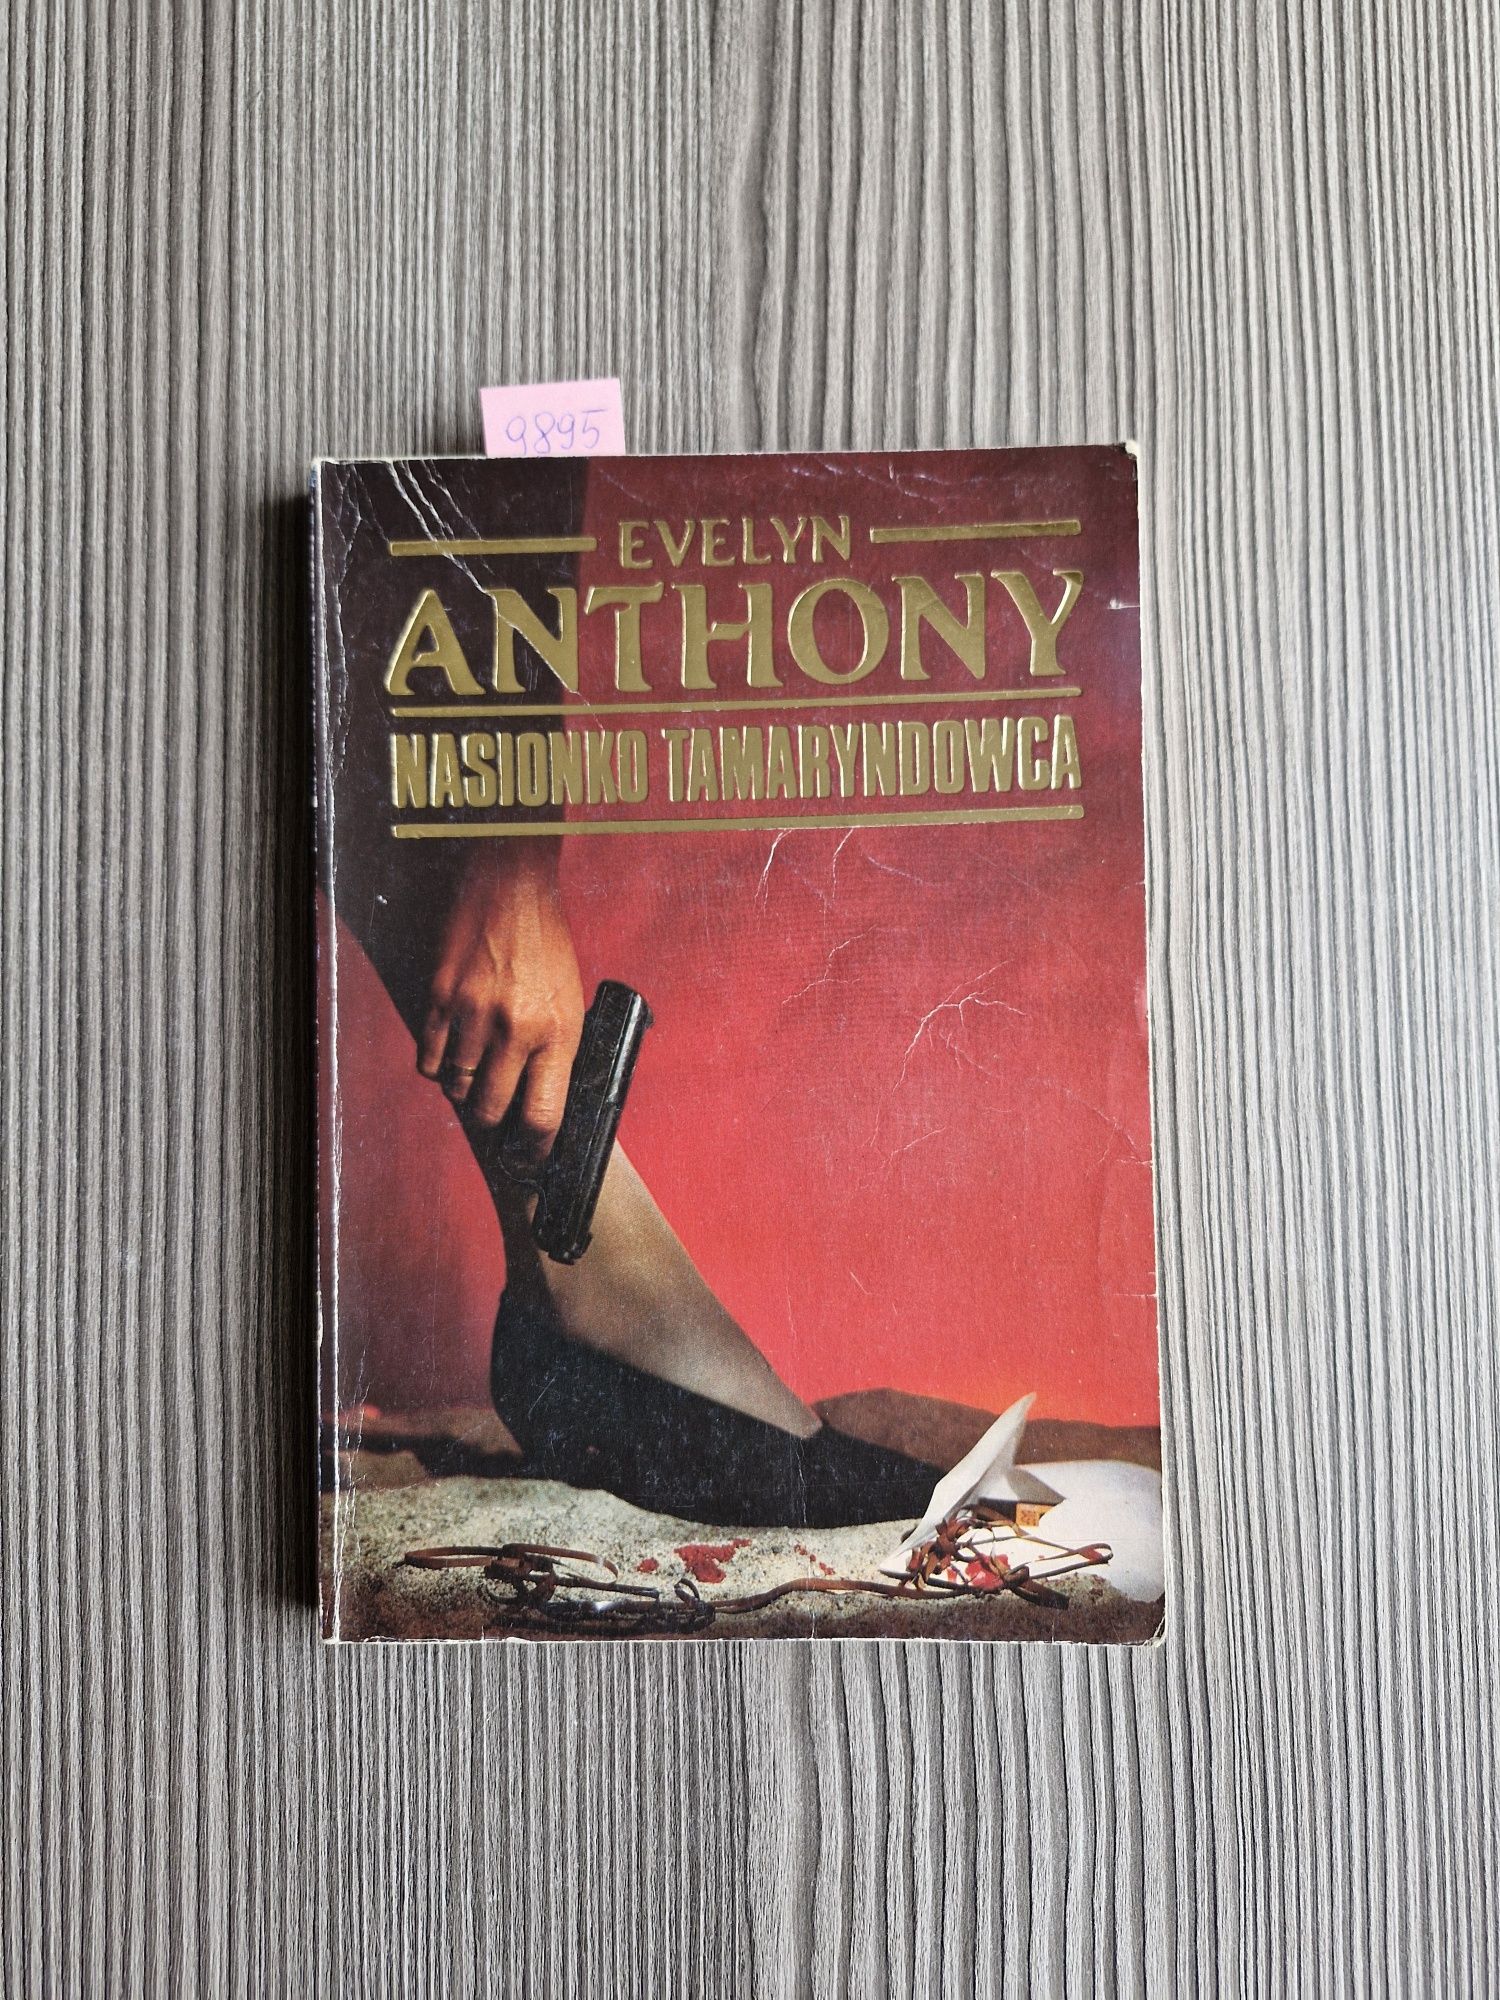 9895
EVELYN
ANTHONY
NASIONKO TAMARYNDOWCA